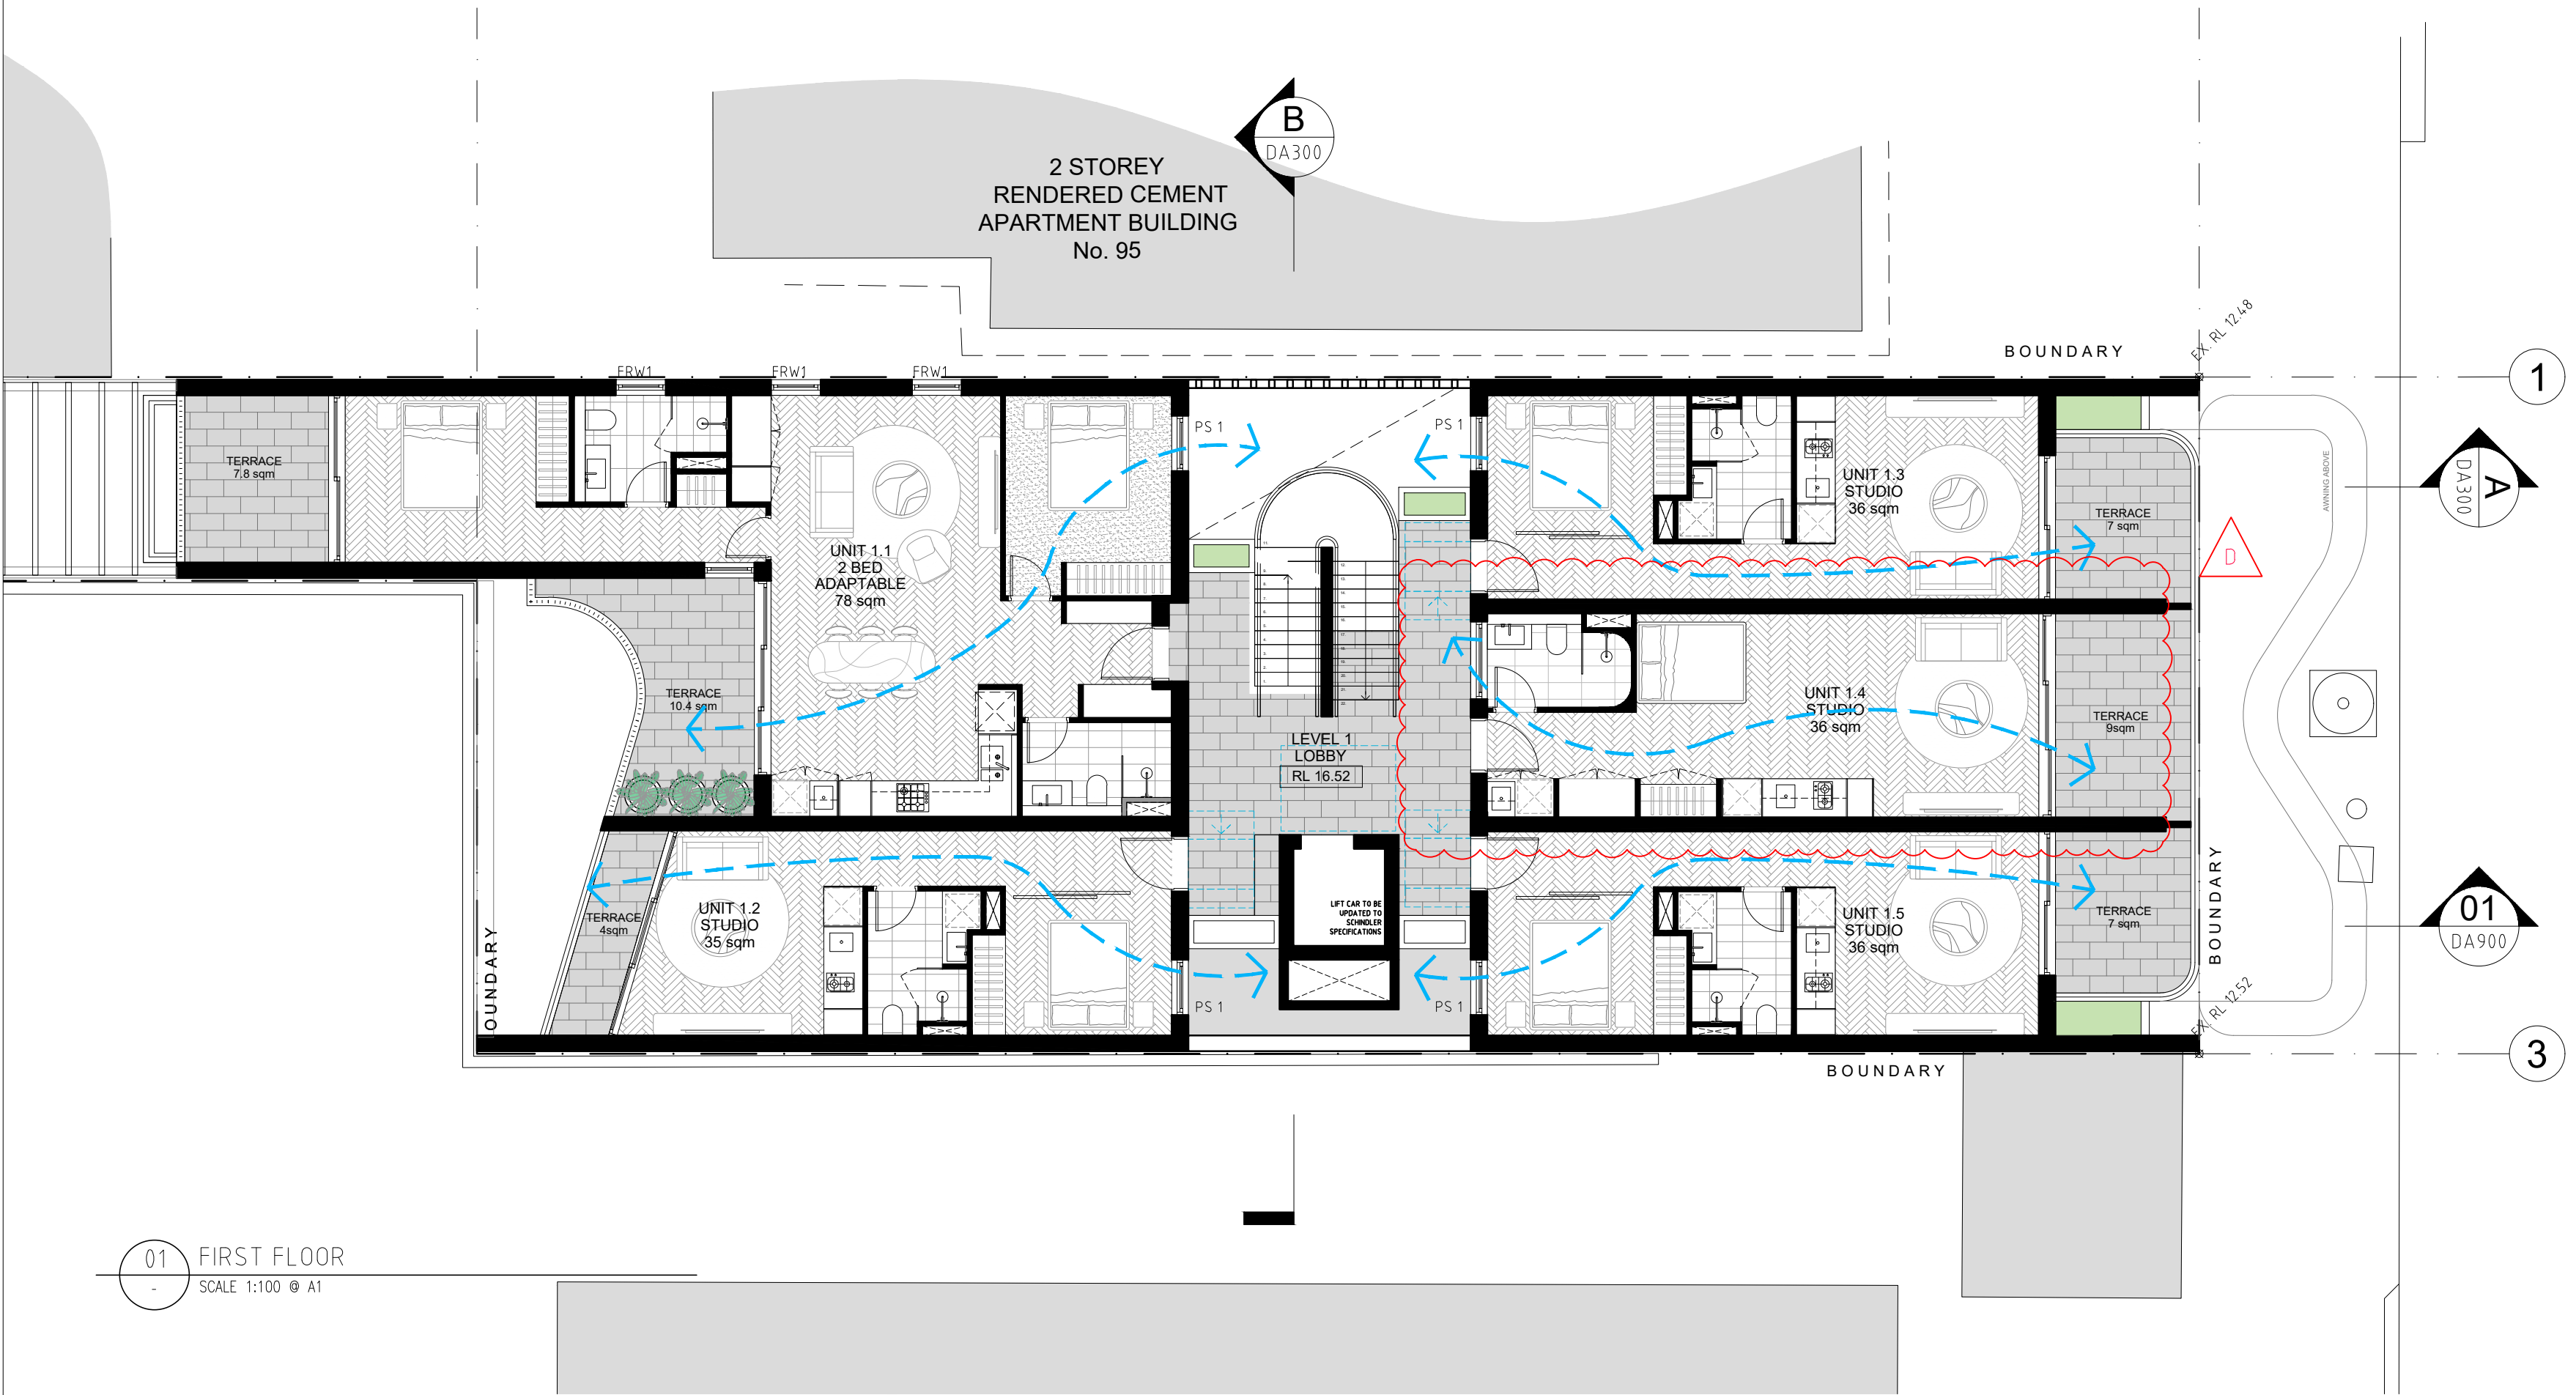 B
DA300
2 STOREY
RENDERED CEMENT
APARTMENT BUILDING
No. 95
EX. RL 12.48
BOUNDARY
1
FRW1
FRW1
FRW1
PS 1
PS 1
TERRACE
7.8 sqm
UNIT 1.3
STUDIO
36 sqm
TERRACE
7 sqm
AWNING ABOVE
A
DA300
D
UNIT 1.1
2 BED
ADAPTABLE
78 sqm
TERRACE
10.4 sqm
UNIT 1.4
STUDIO
36 sqm
TERRACE
9sqm
LEVEL 1
LOBBY
RL 16.52
LIFT CAR TO BE
UPDATED TO
SCHINDLER
SPECIFICATIONS
UNIT 1.2
STUDIO
35 sqm
TERRACE
4sqm
UNIT 1.5
STUDIO
36 sqm
TERRACE
7 sqm
BOUNDARY
BOUNDARY
01
DA900
PS 1
PS 1
EX. RL 12.52
3
BOUNDARY
01
-
FIRST FLOOR
SCALE 1:100 @ A1